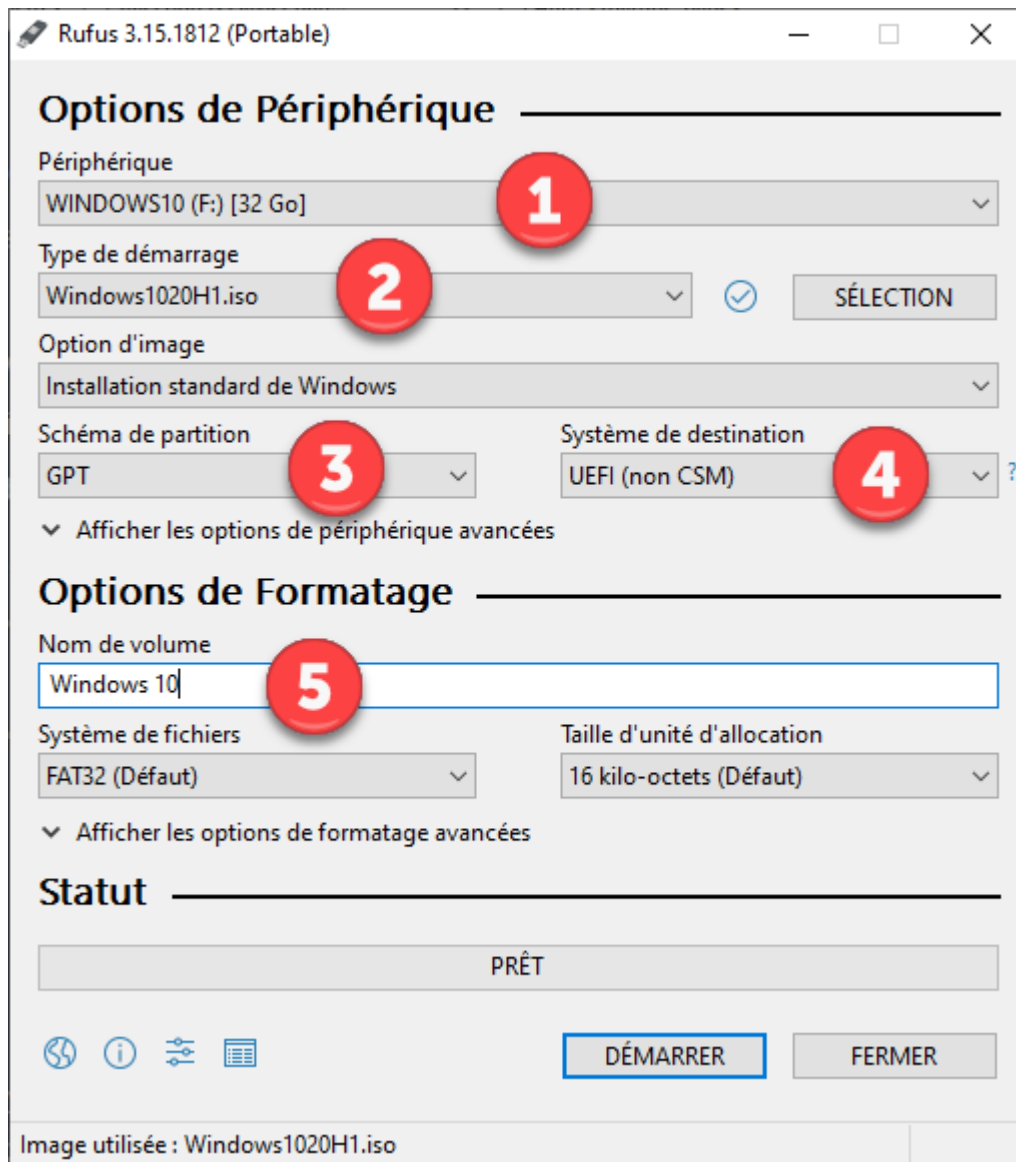 Rufus 3.15.1812 (Portable)
Options de Périphérique
Périphérique
WINDOWS10 (F:) [32 Go]
1
Type de démarrage
Windows1020H1.iso
2
SÉLECTION
Option d'image
Installation standard de Windows
Schéma de partition
Système de destination
GPT
3
UEFI (non CSM)
4
?
Afficher les options de périphérique avancées
Options de Formatage
Nom de volume
Windows 10
5
Système de fichiers
Taille d'unité d'allocation
FAT32 (Défaut)
16 kilo-octets (Défaut)
Afficher les options de formatage avancées
Statut
PRÊT
DÉMARRER
FERMER
Image utilisée : Windows1020H1.iso